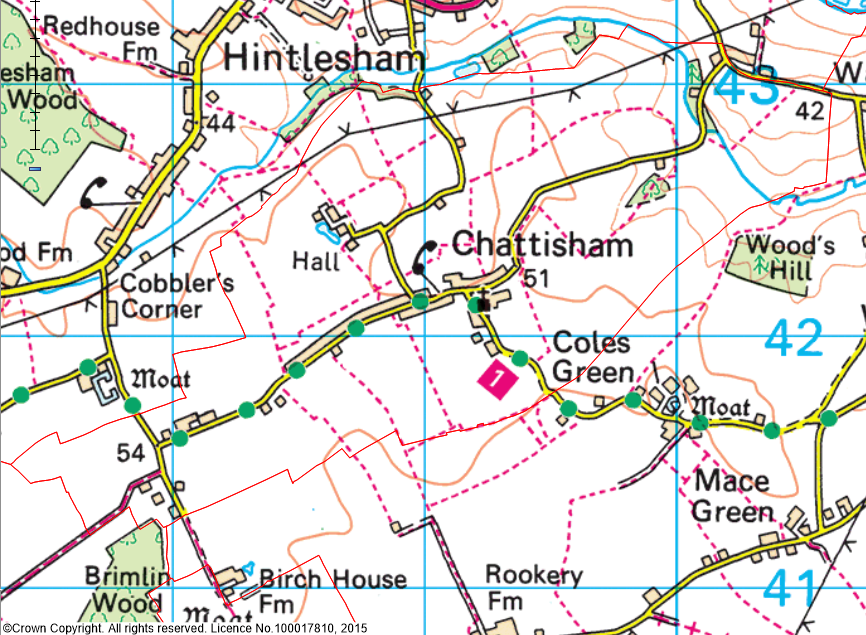 Redhouse
Fm
Hintlesham
esham
Wood
43
W
42
44
od Fm
Hall
Chattisham
51
Wood's
Hill
Cobbler's
Corner
42
Coles
Green
1
Moat
Moat
54
Mace
Green
Brimlin
Wood
Birch House
Fm
Moat
Rookery
Fm
41
©Crown Copyright. All rights reserved. Licence No.100017810, 2015